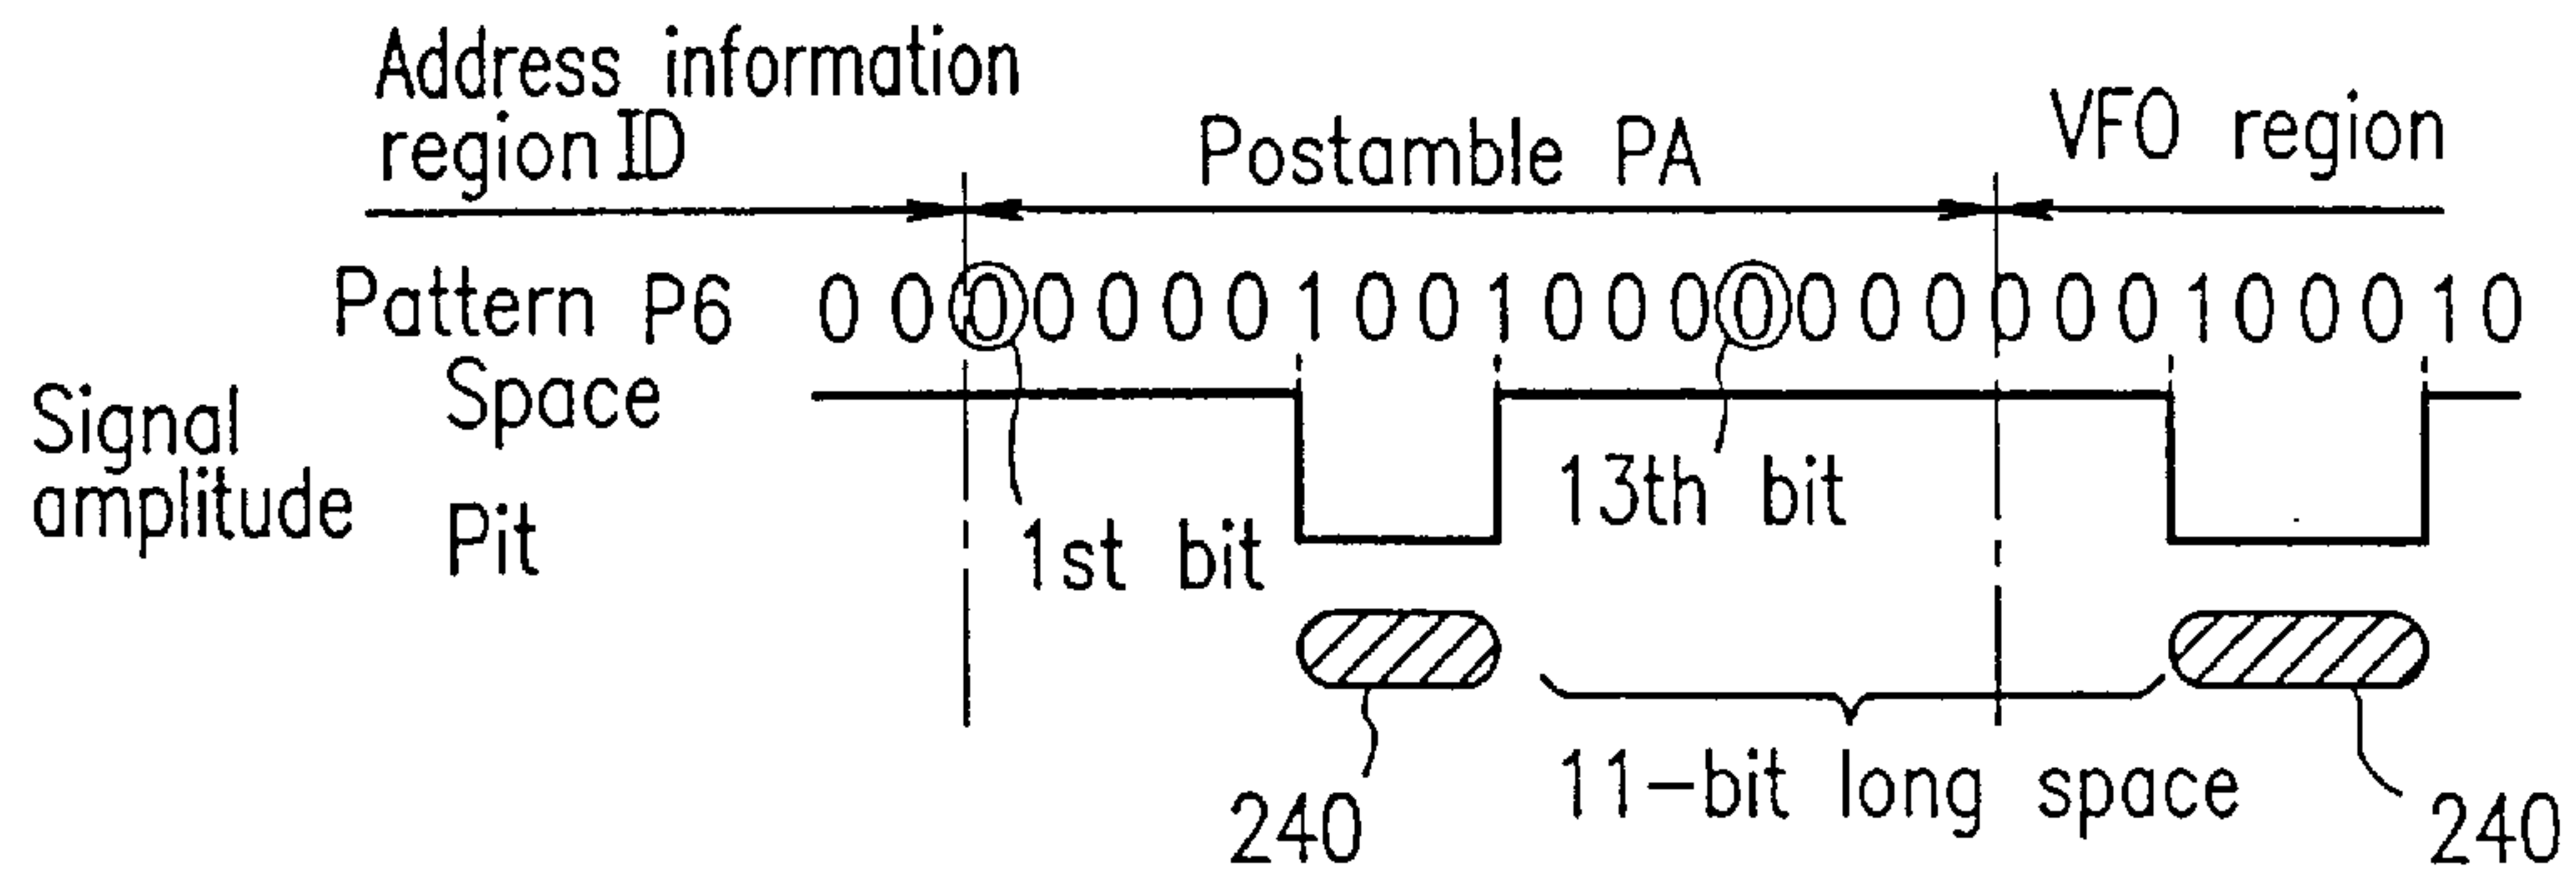 Address information
region ID
Postamble PA
VFO region
Pattern P6 0 0 0 0 0 0 0 1 0 0 1 0 0 0 0 0 0 0 0 0 0 1 0 0 0 1 0
Signal
amplitude
Space
Pit
1st bit
13th bit
240
11-bit long space
240